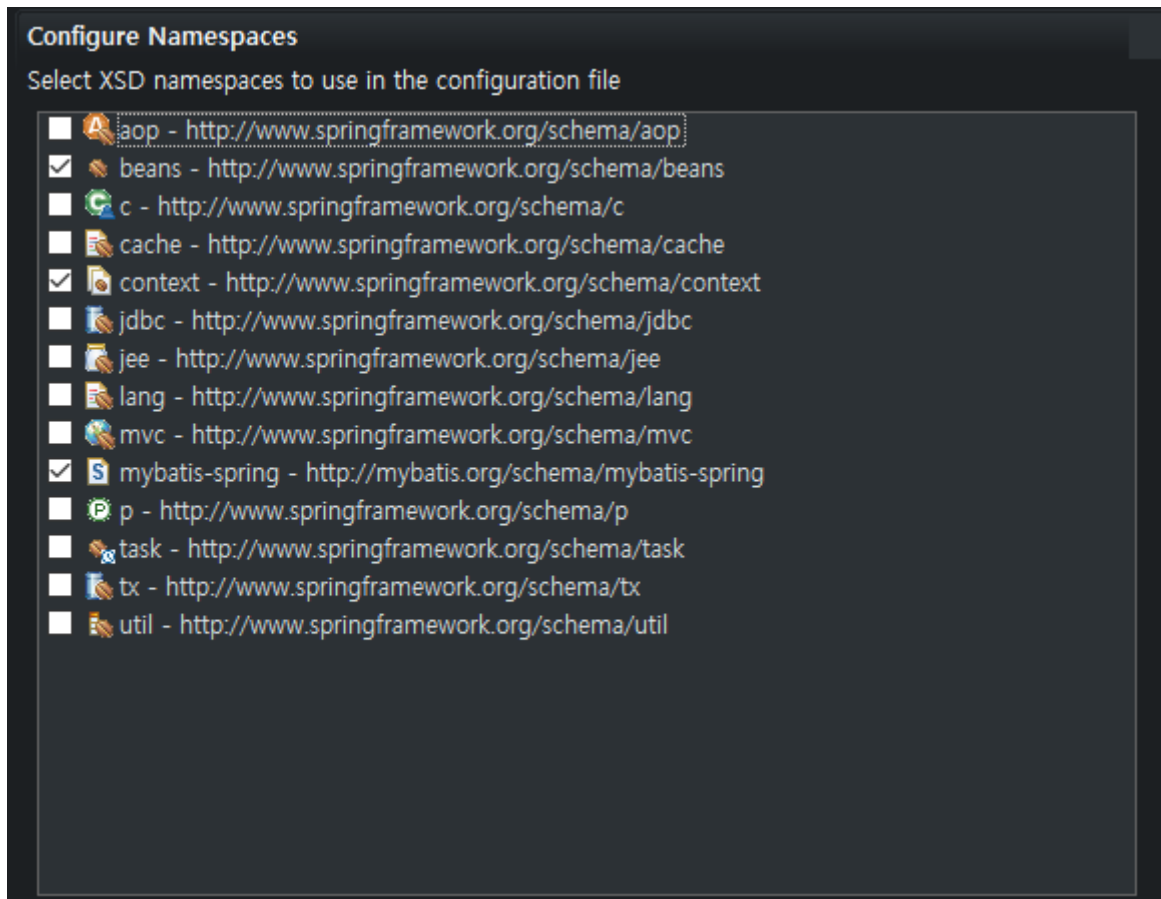 Configure Namespaces
Select XSD namespaces to use in the configuration file
aop - http://www.springframework.org/schema/aop
beans - http://www.springframework.org/schema/beans
c - http://www.springframework.org/schema/c
cache - http://www.springframework.org/schema/cache
context - http://www.springframework.org/schema/context
jdbc - http://www.springframework.org/schema/jdbc
jee - http://www.springframework.org/schema/jee
lang - http://www.springframework.org/schema/lang
mvc - http://www.springframework.org/schema/mvc
mybatis-spring - http://mybatis.org/schema/mybatis-spring
p - http://www.springframework.org/schema/p
task - http://www.springframework.org/schema/task
tx - http://www.springframework.org/schema/tx
util - http://www.springframework.org/schema/util